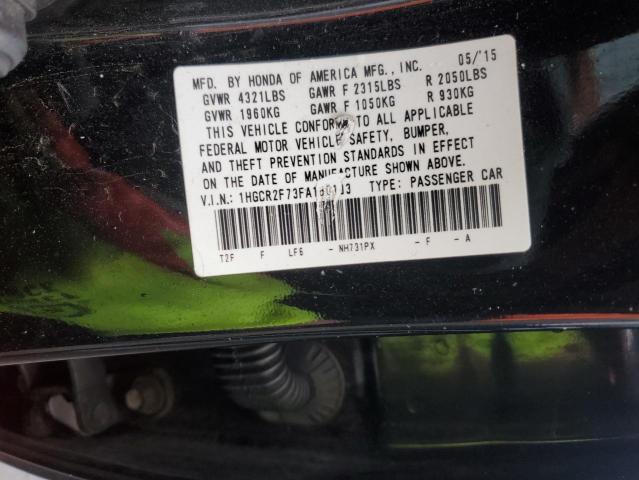 MFD. BY HONDA OF AMERICA MFG., INC. 05/'15
GVWR 4321LBS GAWR F 2315LBS R 2050LBS
GVWR 1960KG GAWR F 1050KG R 930KG
THIS VEHICLE CONFORMS TO ALL APPLICABLE
FEDERAL MOTOR VEHICLE SAFETY, BUMPER,
AND THEFT PREVENTION STANDARDS IN EFFECT
ON THE DATE OF MANUFACTURE SHOWN ABOVE.
V.I.N.: TYPE: PASSENGER CAR
T2F F LF6 - NH731PX - F - A